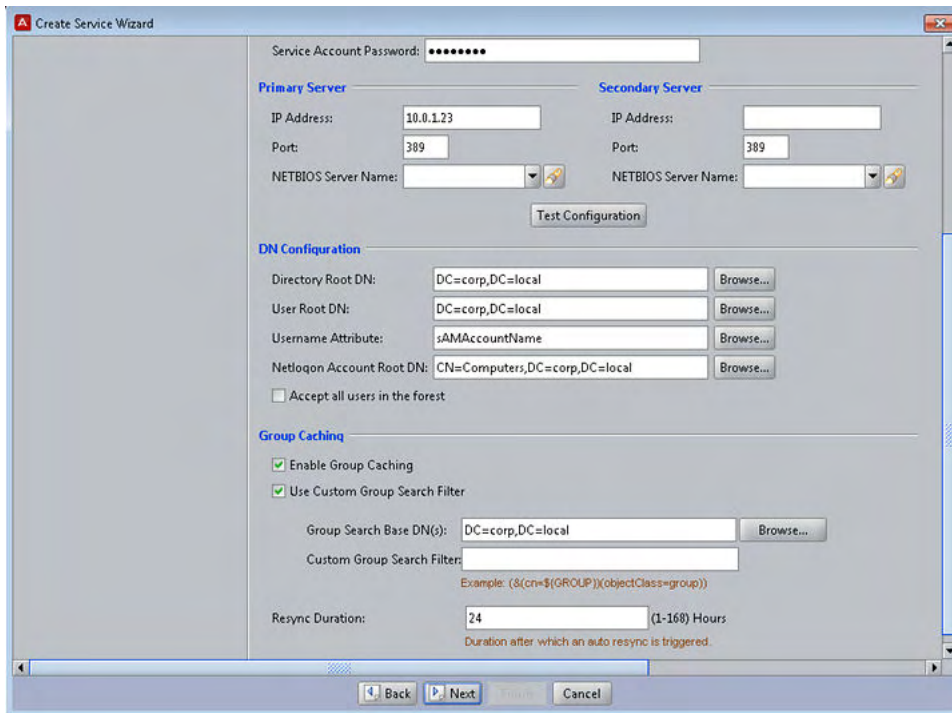 Create Service Wizard
Service Account Password: ●●●●●●●●
Primary Server
Secondary Server
IP Address: 10.0.1.23
IP Address:
Port: 389
Port: 389
NETBIOS Server Name:
NETBIOS Server Name:
Test Configuration
DN Configuration
Directory Root DN: DC=corp,DC=local Browse...
User Root DN: DC=corp,DC=local Browse...
Username Attribute: sAMAccountName Browse...
Netlogon Account Root DN: CN=Computers,DC=corp,DC=local Browse...
Accept all users in the forest
Group Caching
Enable Group Caching
Use Custom Group Search Filter
Group Search Base DN(s): DC=corp,DC=local Browse...
Custom Group Search Filter:
Example: (&(cn=$(GROUP))(objectClass=group))
Resync Duration: 24 (1-168) Hours
Duration after which an auto resync is triggered.
Back Next Cancel